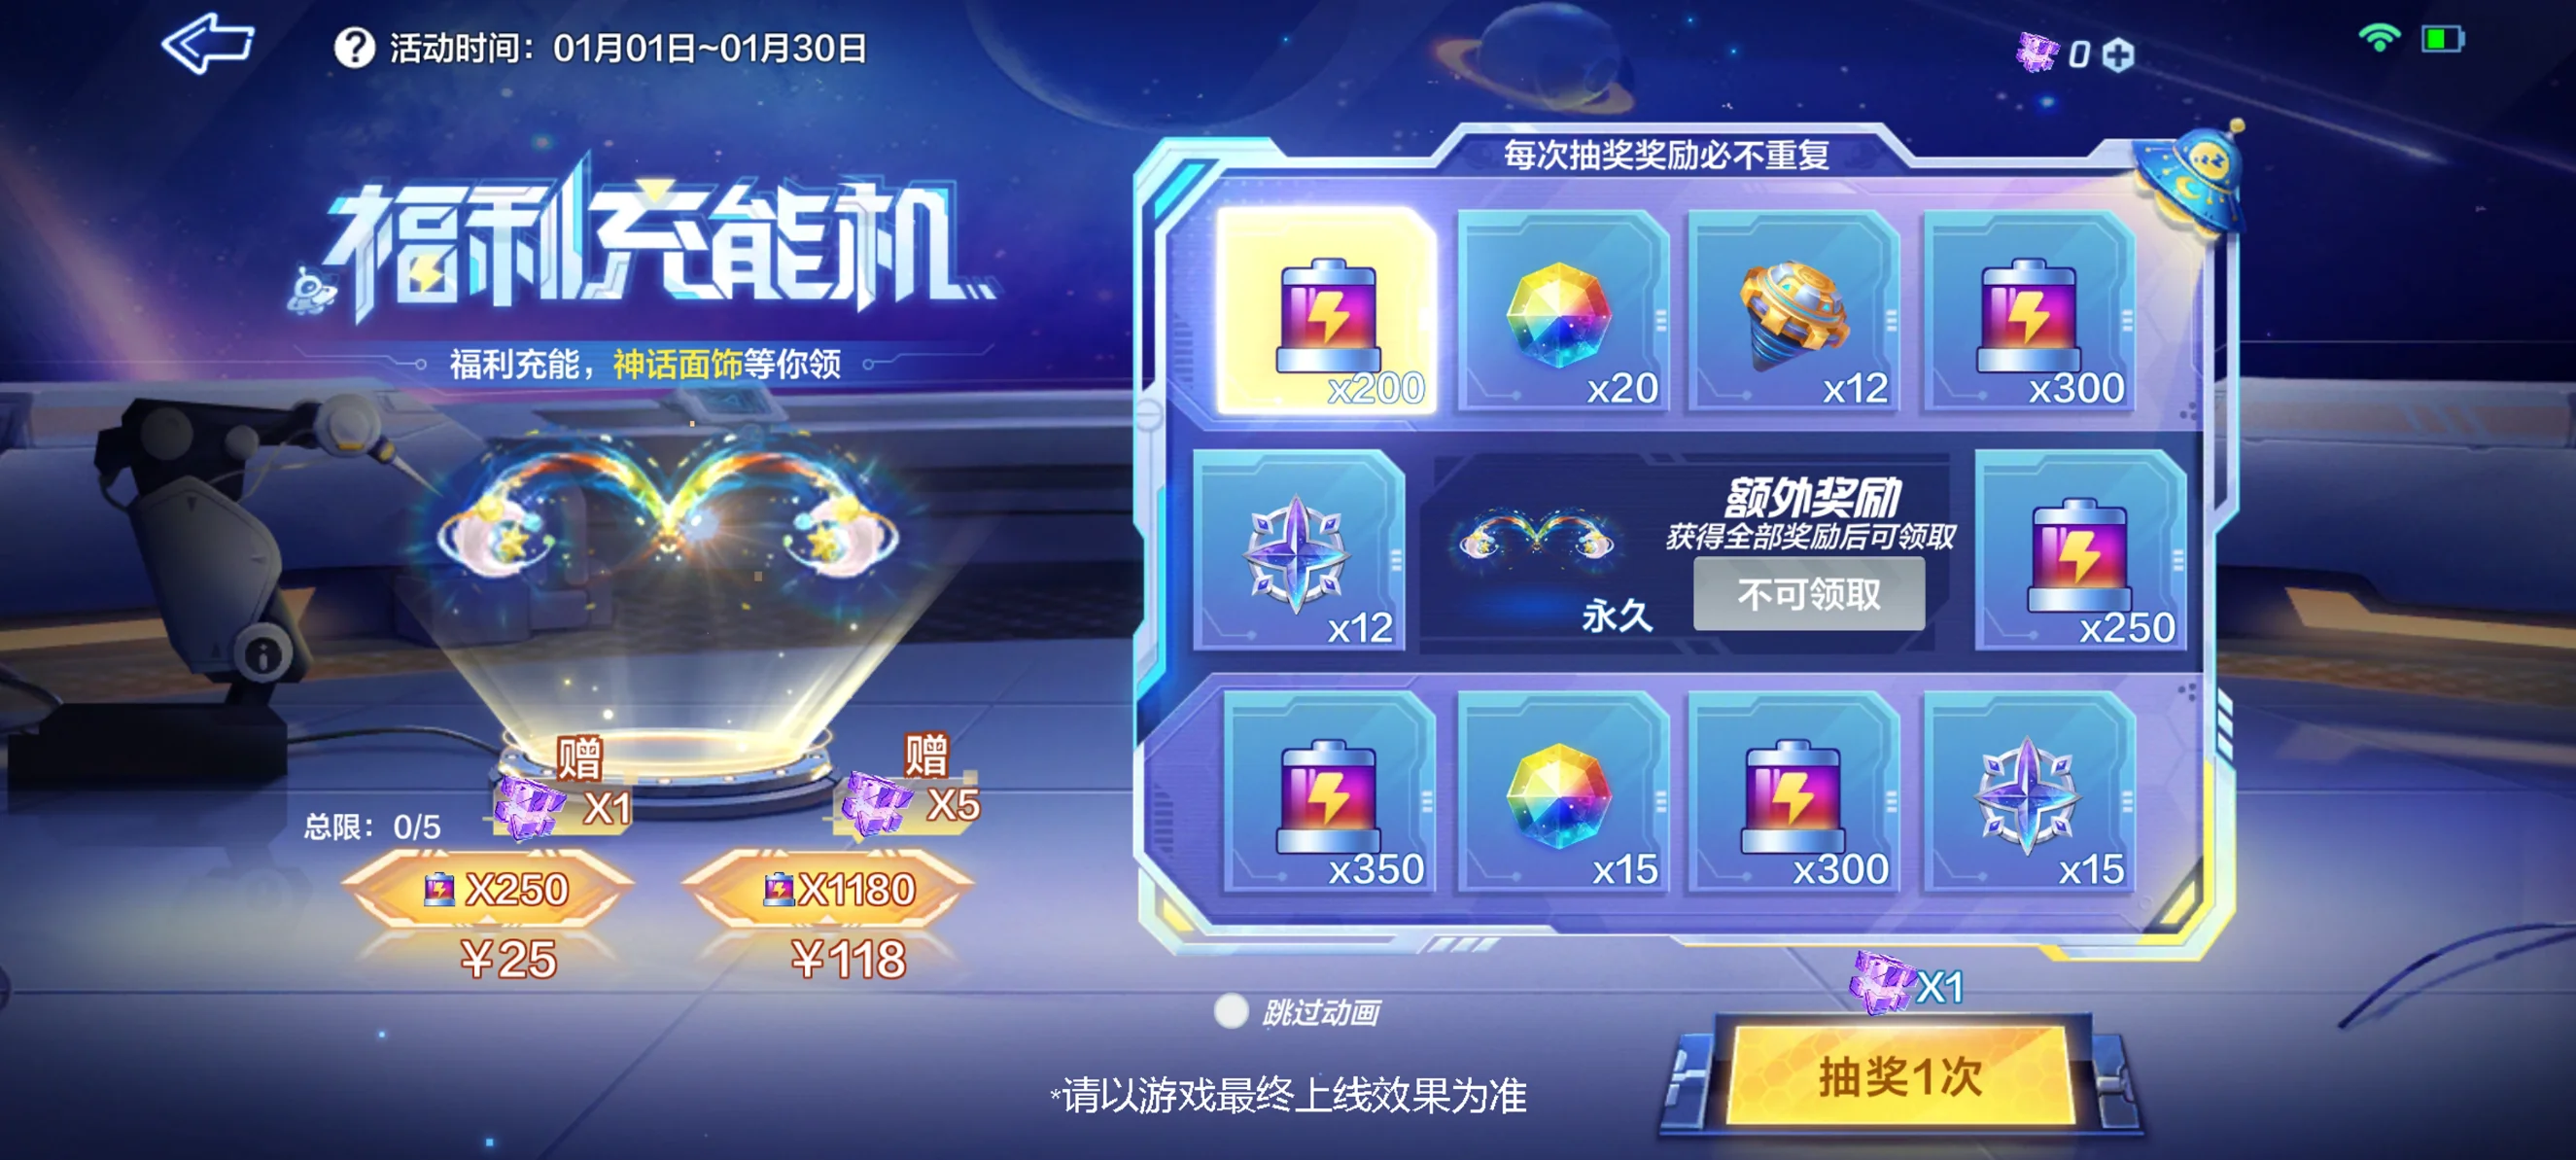 活动时间：01月01日~01月30日
0
福利充能机
福利充能，神话面饰等你领
每次抽奖奖励必不重复
x200
x20
x12
x300
x12
额外奖励
获得全部奖励后可领取
永久
不可领取
x250
x350
x15
x300
x15
总限：0/5
赠
X1
赠
X5
X250
X1180
￥25
￥118
跳过动画
X1
抽奖1次
*请以游戏最终上线效果为准